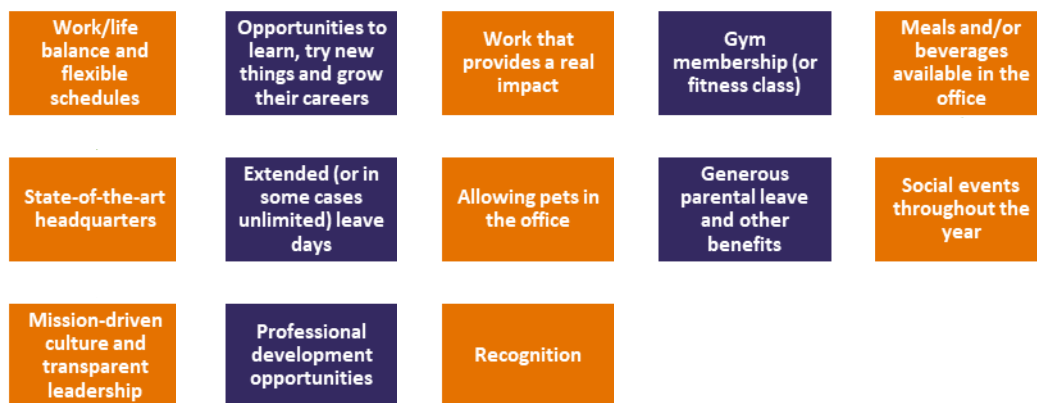 Work/life
balance and
flexible
schedules
Opportunities to
learn, try new
things and grow
their careers
Work that
provides a real
impact
Gym
membership (or
fitness class)
Meals and/or
beverages
available in the
office
State-of-the-art
headquarters
Extended (or in
some cases
unlimited) leave
days
Allowing pets in
the office
Generous
parental leave
and other
benefits
Social events
throughout the
year
Mission-driven
culture and
transparent
leadership
Professional
development
opportunities
Recognition